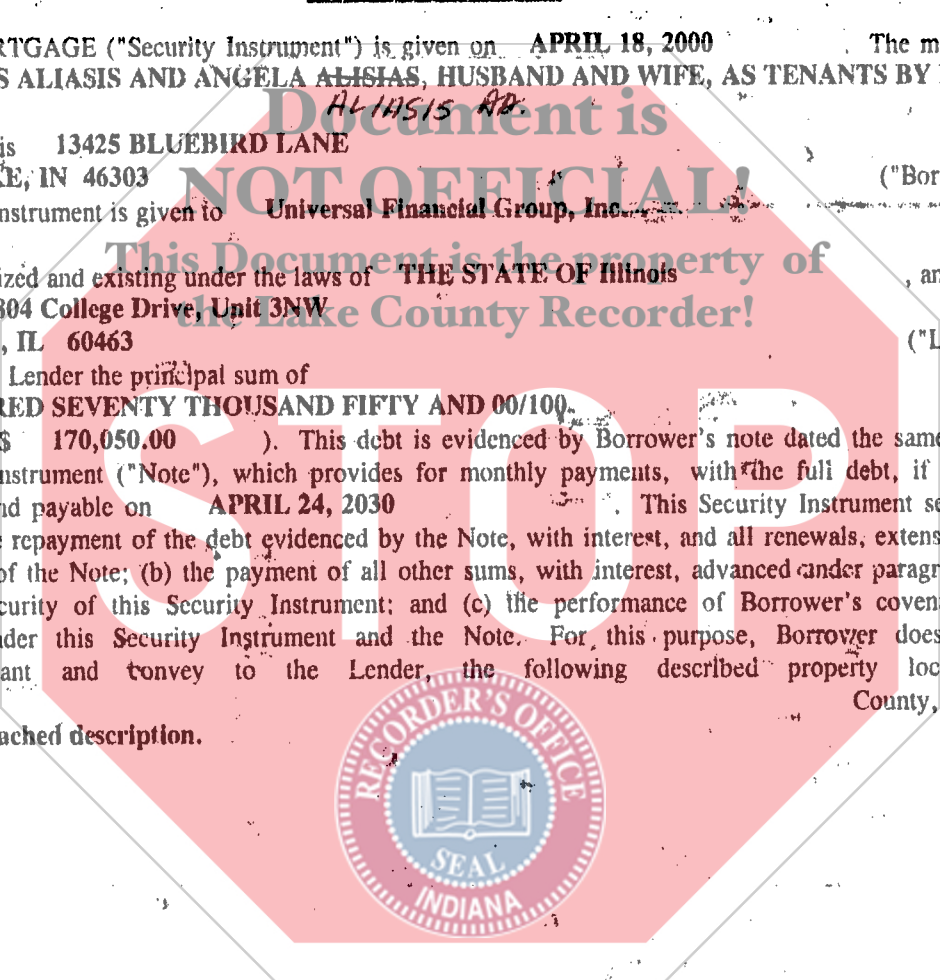 RTGAGE ("Security Instrument") is given on APRIL 18, 2000 . The m
S ALIASIS AND ANGELA ALISIAS, HUSBAND AND WIFE, AS TENANTS BY
ALIASIS AA.
Document is
is 13425 BLUEBIRD LANE
KE, IN 46303 ("Bor
NOT OFFICIAL!
nstrument is given to Universal Financial Group, Inc.
This Document is the property of
ized and existing under the laws of THE STATE OF Illinois , an
804 College Drive, Unit 3NW
the Lake County Recorder!
, IL 60463 ("L
Lender the principal sum of
RED SEVENTY THOUSAND FIFTY AND 00/100
$ 170,050.00 ). This debt is evidenced by Borrower's note dated the same
nstrument ("Note"), which provides for monthly payments, with the full debt, if
nd payable on APRIL 24, 2030 . This Security Instrument se
repayment of the debt evidenced by the Note, with interest, and all renewals, extens
of the Note; (b) the payment of all other sums, with interest, advanced under paragr
curity of this Security Instrument; and (c) the performance of Borrower's coven
nder this Security Instrument and the Note. For this purpose, Borrower does
ant and convey to the Lender, the following described property loc
County,
ached description.
STOP
RECORDER'S OFFICE
SEAL
INDIANA